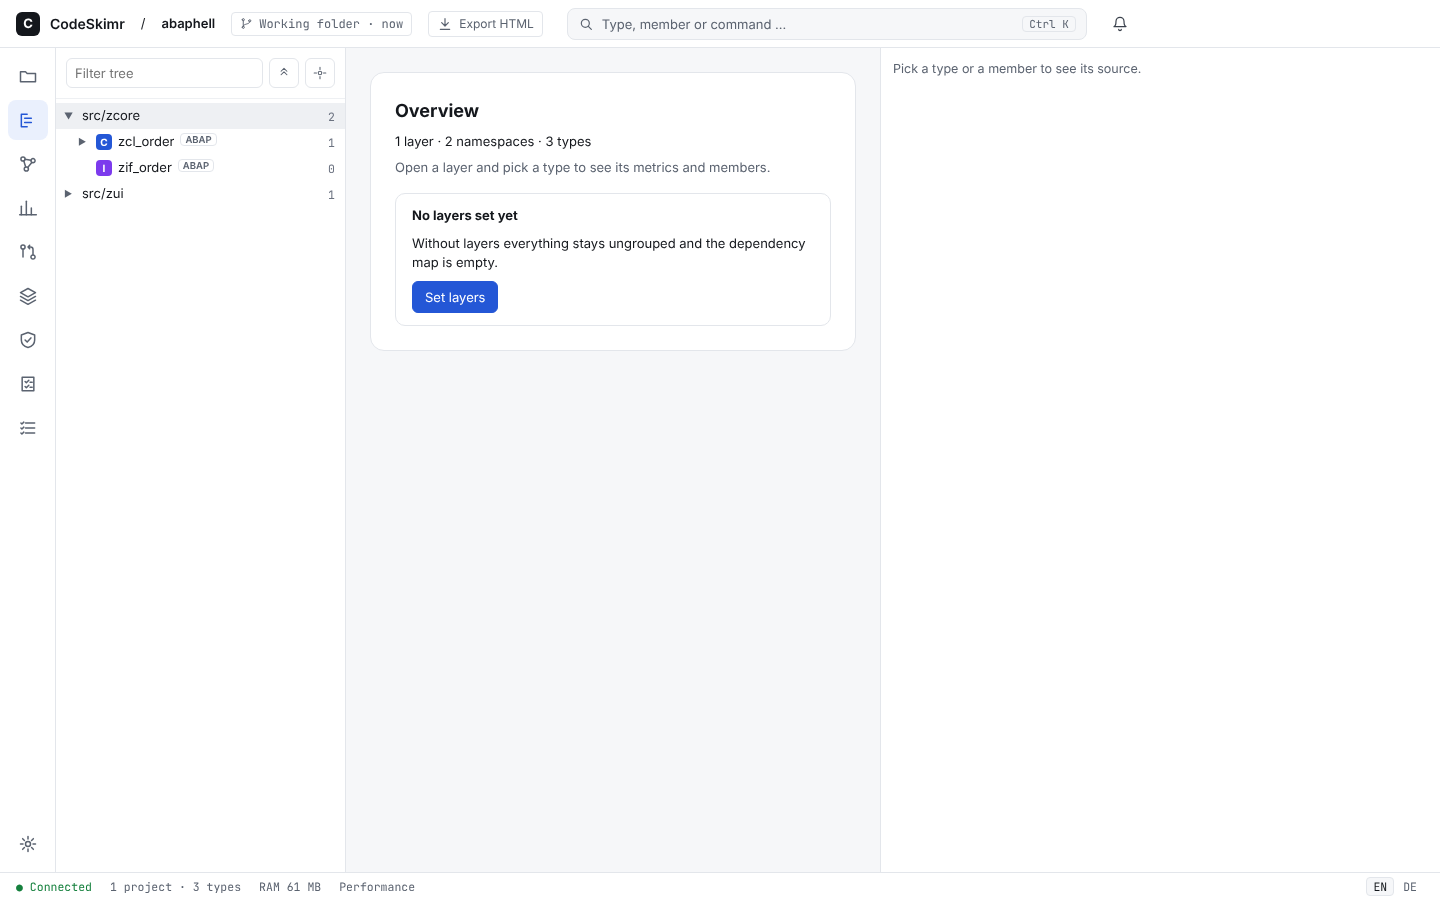 C CodeSkimr / abaphell Working folder · now Export HTML Type, member or command ... Ctrl K
Filter tree
src/zcore 2
C zcl_order ABAP 1
I zif_order ABAP 0
src/zui 1
Overview
1 layer · 2 namespaces · 3 types
Open a layer and pick a type to see its metrics and members.
No layers set yet
Without layers everything stays ungrouped and the dependency
map is empty.
Set layers
Pick a type or a member to see its source.
Connected 1 project · 3 types RAM 61 MB Performance EN DE